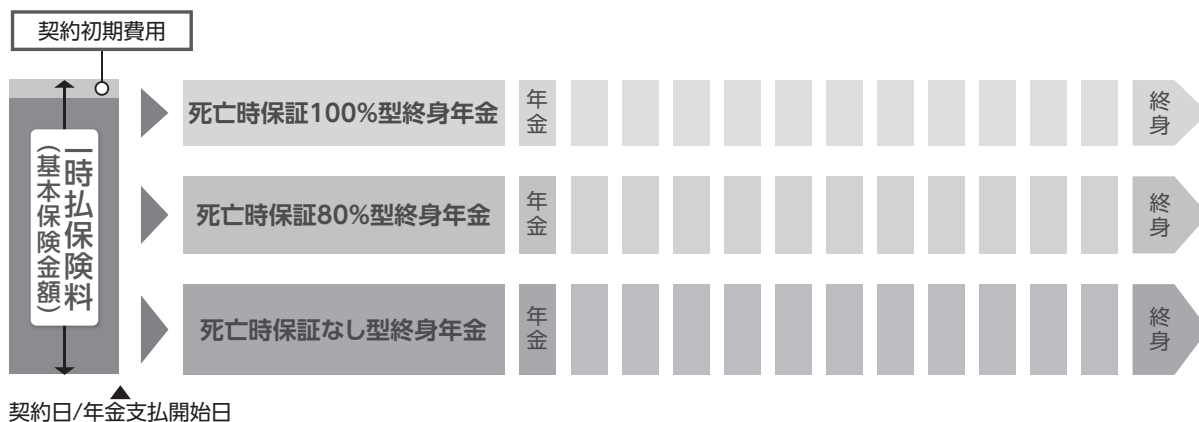 契約初期費用
一時払保険料
(基本保険金額)
死亡時保証100%型終身年金
年金
終身
死亡時保証80%型終身年金
年金
終身
死亡時保証なし型終身年金
年金
終身
契約日/年金支払開始日